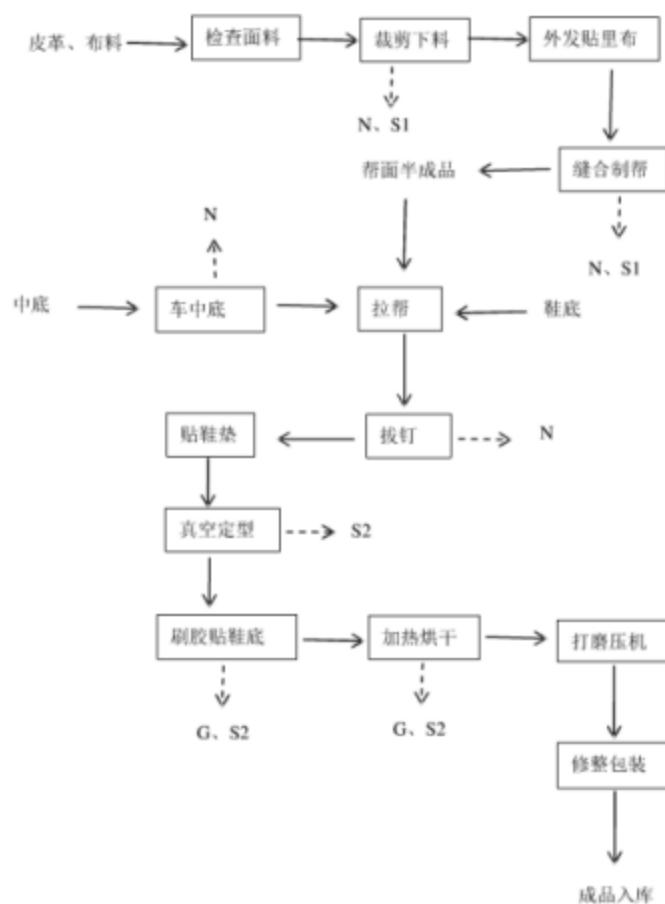 皮革、布料
检查面料
裁剪下料
外发贴里布
N、S1
帮面半成品
缝合制帮
N
N、S1
中底
车中底
拉帮
鞋底
贴鞋垫
拔钉
N
真空定型
S2
刷胶贴鞋底
加热烘干
打磨压机
G、S2
G、S2
修整包装
成品入库